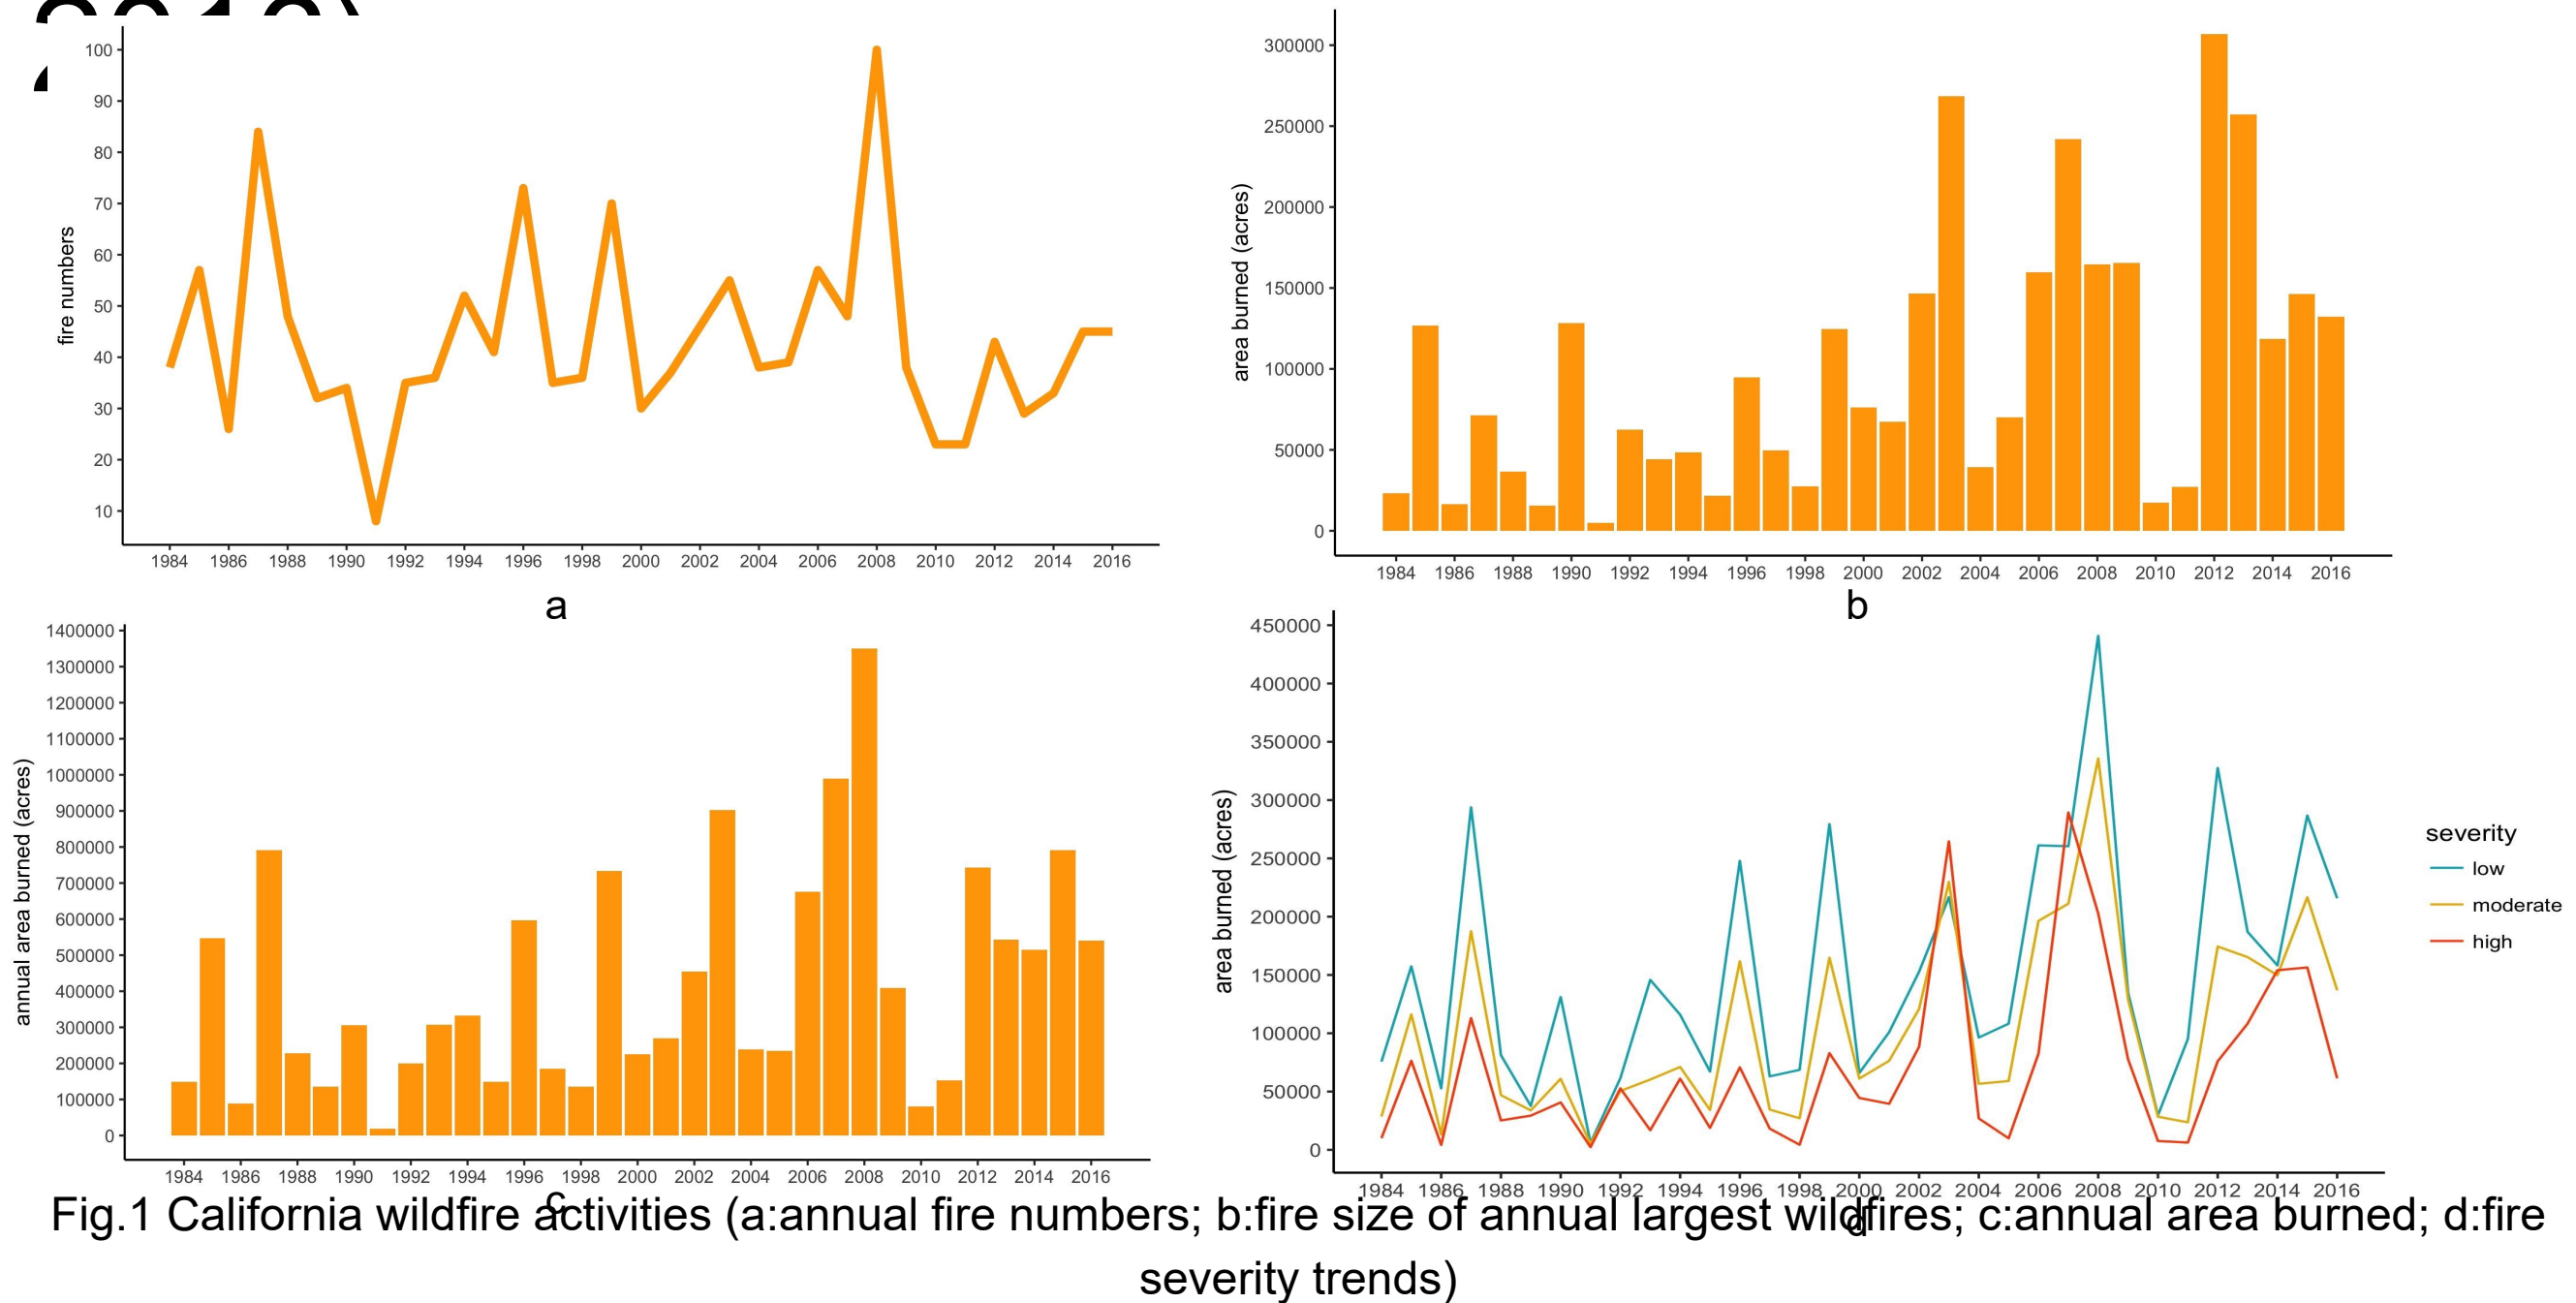 100
90
80
70
60
50
40
30
20
10
fire numbers
1984 1986 1988 1990 1992 1994 1996 1998 2000 2002 2004 2006 2008 2010 2012 2014 2016
a
300000
250000
200000
150000
100000
50000
0
area burned (acres)
1984 1986 1988 1990 1992 1994 1996 1998 2000 2002 2004 2006 2008 2010 2012 2014 2016
b
1400000
1300000
1200000
1100000
1000000
900000
800000
700000
600000
500000
400000
300000
200000
100000
0
annual area burned (acres)
1984 1986 1988 1990 1992 1994 1996 1998 2000 2002 2004 2006 2008 2010 2012 2014 2016
c
450000
400000
350000
300000
250000
200000
150000
100000
50000
0
area burned (acres)
1984 1986 1988 1990 1992 1994 1996 1998 2000 2002 2004 2006 2008 2010 2012 2014 2016
d
severity
low
moderate
high
Fig.1 California wildfire activities (a:annual fire numbers; b:fire size of annual largest wildfires; c:annual area burned; d:fire
severity trends)